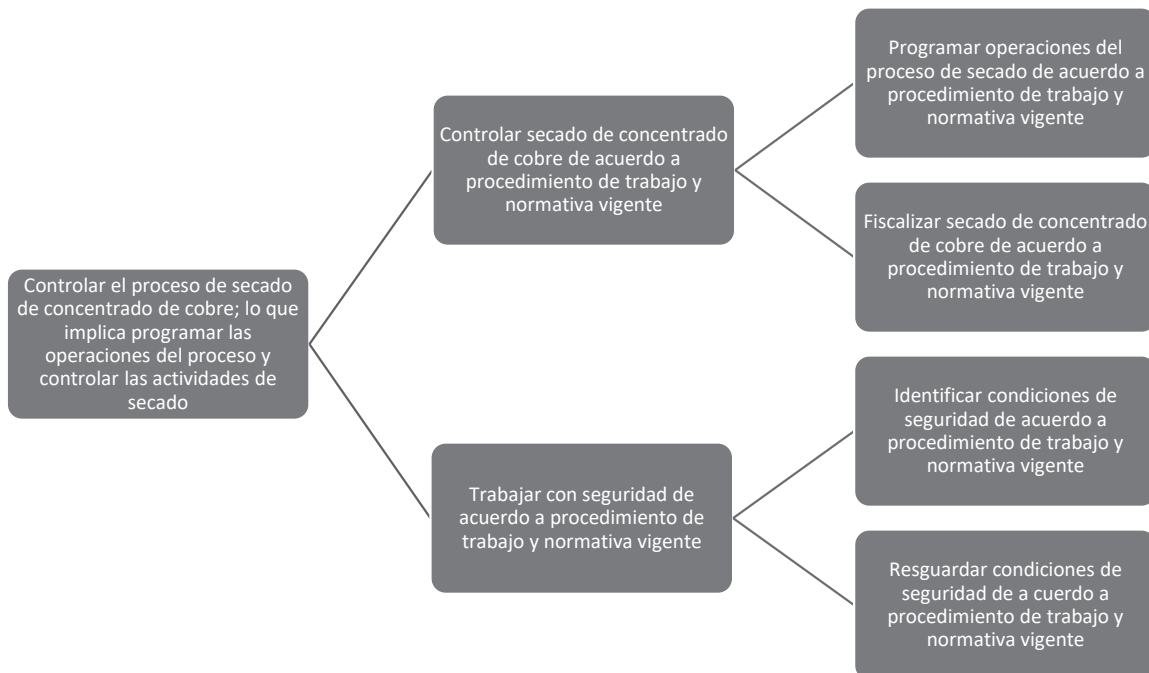 Controlar el proceso de secado
de concentrado de cobre; lo que
implica programar las
operaciones del proceso y
controlar las actividades de
secado
Controlar secado de concentrado
de cobre de acuerdo a
procedimiento de trabajo y
normativa vigente
Programar operaciones del
proceso de secado de acuerdo a
procedimiento de trabajo y
normativa vigente
Fiscalizar secado de concentrado
de cobre de acuerdo a
procedimiento de trabajo y
normativa vigente
Trabajar con seguridad de
acuerdo a procedimiento de
trabajo y normativa vigente
Identificar condiciones de
seguridad de acuerdo a
procedimiento de trabajo y
normativa vigente
Resguardar condiciones de
seguridad de a cuerdo a
procedimiento de trabajo y
normativa vigente